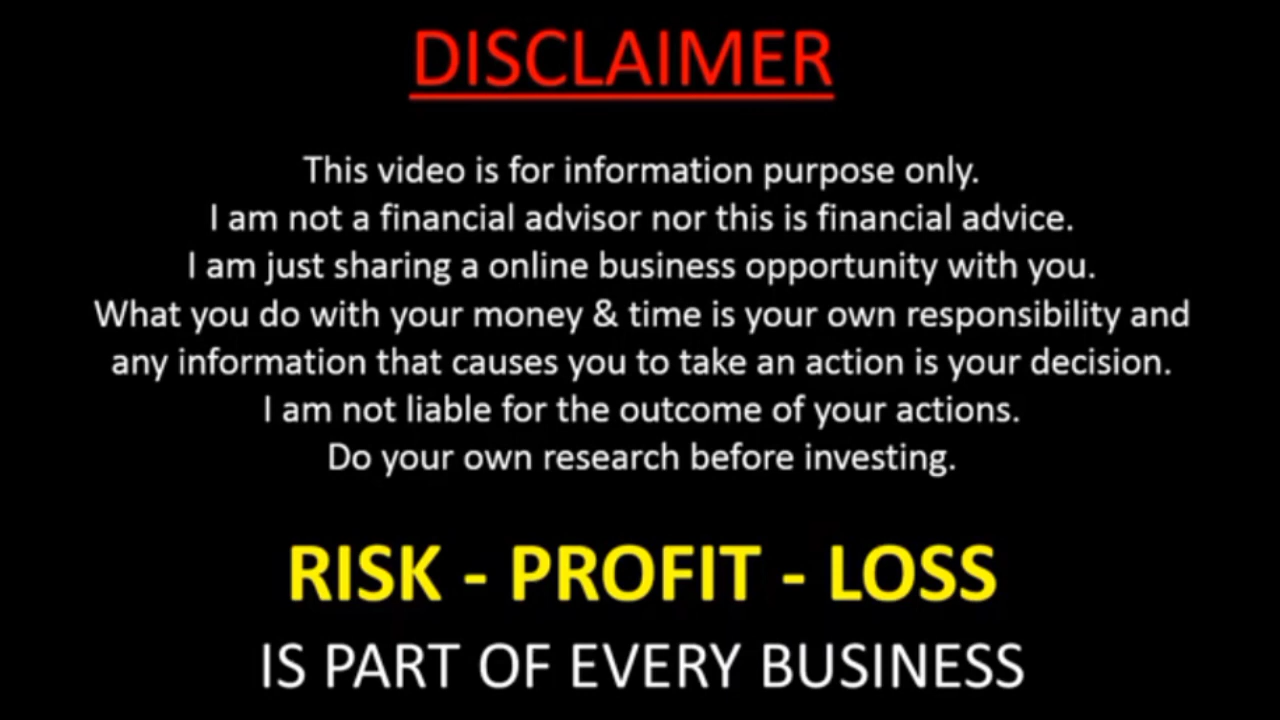 DISCLAIMER
This video is for information purpose only.
I am not a financial advisor nor this is financial advice.
I am just sharing a online business opportunity with you.
What you do with your money & time is your own responsibility and
any information that causes you to take an action is your decision.
I am not liable for the outcome of your actions.
Do your own research before investing.
RISK - PROFIT - LOSS
IS PART OF EVERY BUSINESS